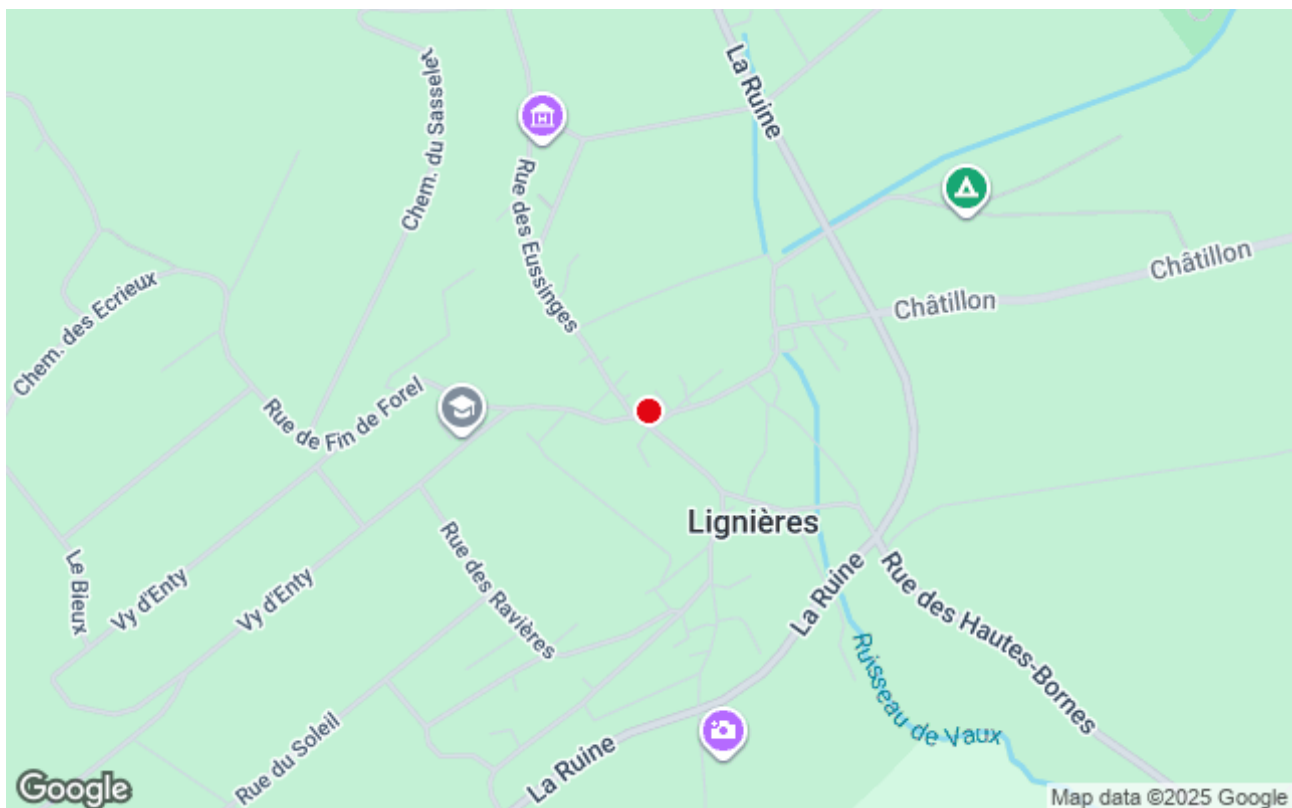 La Ruine
Chem. du Sasselet
Rue des Eussinges
Châtillon
Châtillon
Chem. des Ecrieux
Rue de Fin de Forel
Lignières
Le Bieux
Vy d'Enty
Vy d'Enty
Rue des Ravières
La Ruine
Rue des Hautes-Bornes
Ruisseau de Vaux
Rue du Soleil
La Ruine
Google
Map data ©2025 Google